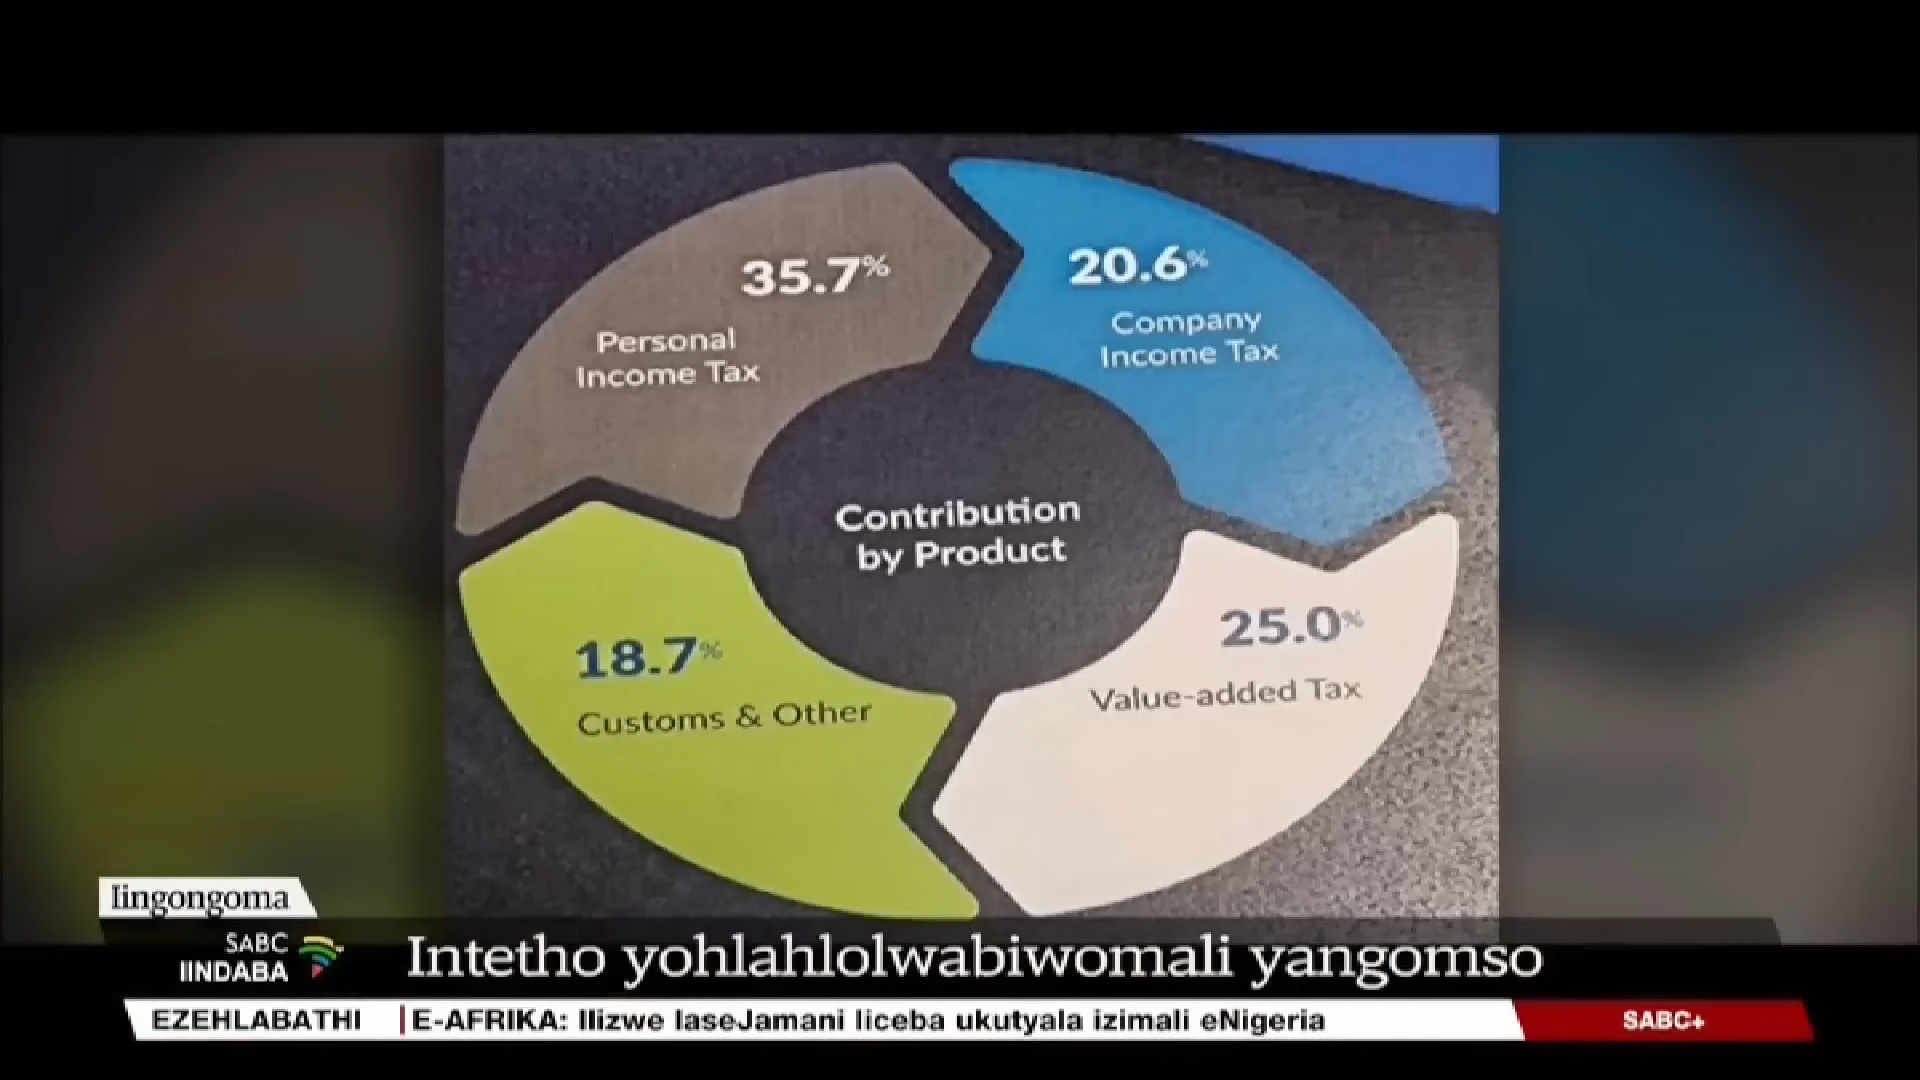 35.7%
Personal
Income Tax
20.6%
Company
Income Tax
Contribution
by Product
18.7%
Customs & Other
25.0%
Value-added Tax
Iingongoma
SABC
IINDABA
Intetho yohlahlolwabiwomali yangomso
EZEHLABATHI
E-AFRIKA: Ilizwe laseJamani liceba ukutyala izimali eNigeria
SABC+